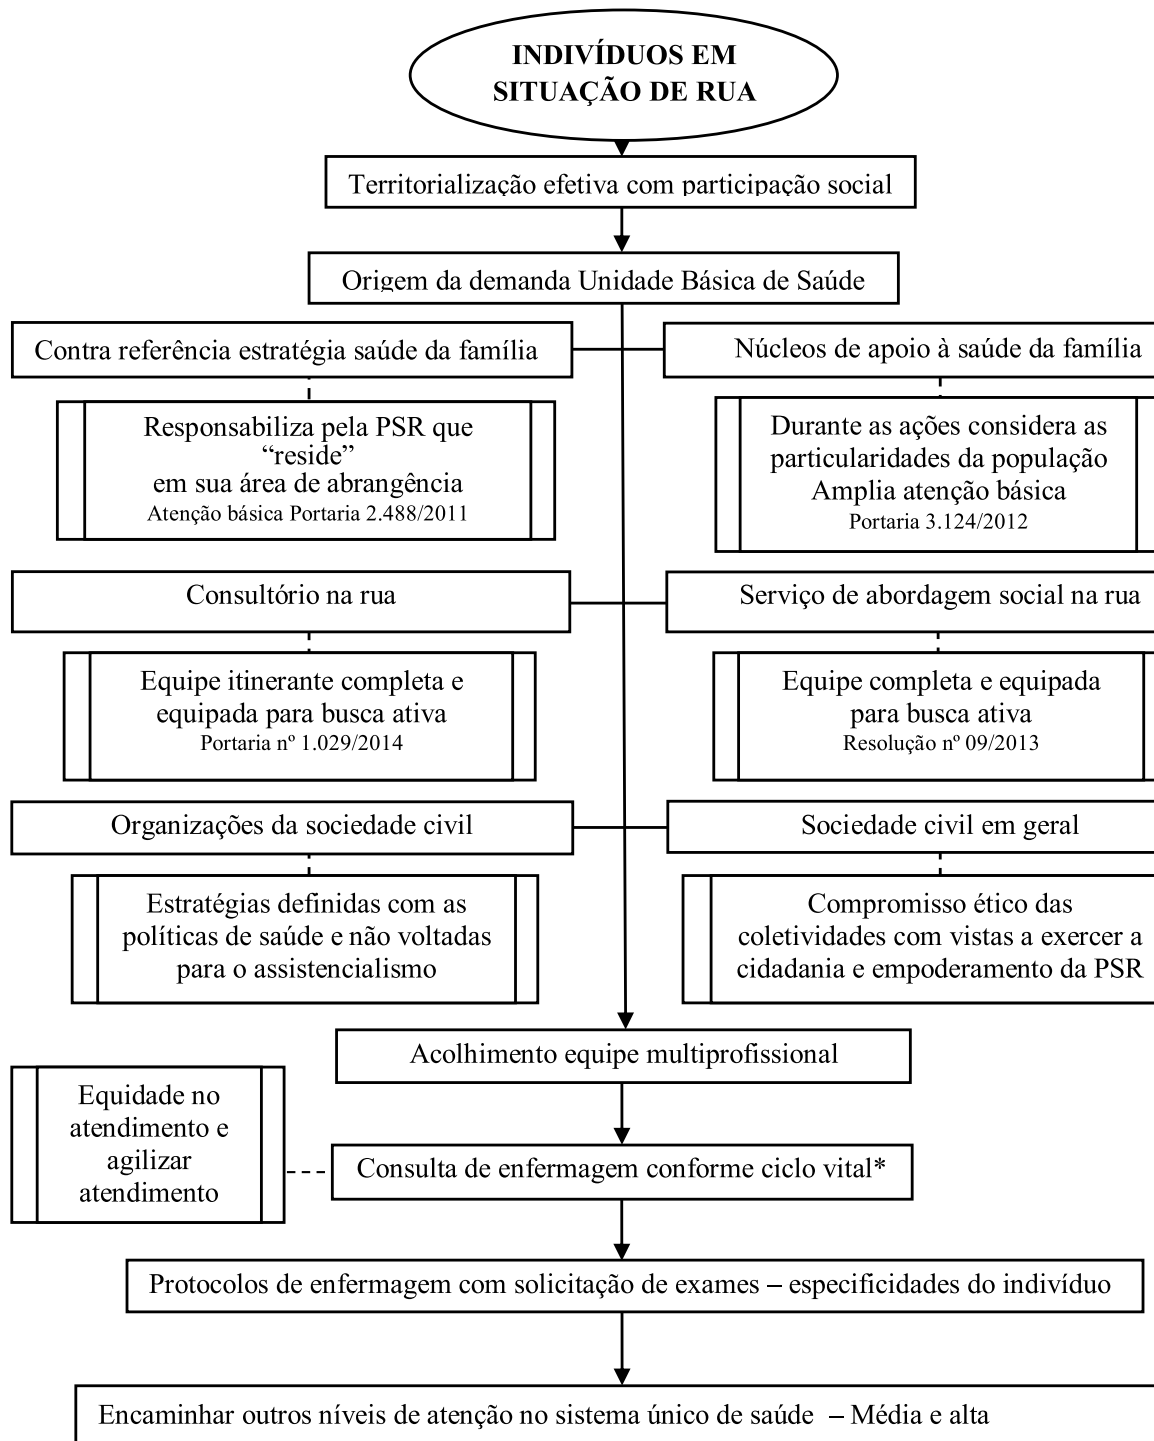 INDIVÍDUOS EM
SITUAÇÃO DE RUA
Territorialização efetiva com participação social
Origem da demanda Unidade Básica de Saúde
Contra referência estratégia saúde da família
Núcleos de apoio à saúde da família
Responsabiliza pela PSR que
“reside”
em sua área de abrangência
Atenção básica Portaria 2.488/2011
Durante as ações considera as
particularidades da população
Amplia atenção básica
Portaria 3.124/2012
Consultório na rua
Serviço de abordagem social na rua
Equipe itinerante completa e
equipada para busca ativa
Portaria nº 1.029/2014
Equipe completa e equipada
para busca ativa
Resolução nº 09/2013
Organizações da sociedade civil
Sociedade civil em geral
Estratégias definidas com as
políticas de saúde e não voltadas
para o assistencialismo
Compromisso ético das
coletividades com vistas a exercer a
cidadania e empoderamento da PSR
Acolhimento equipe multiprofissional
Equidade no
atendimento e
agilizar
atendimento
Consulta de enfermagem conforme ciclo vital*
Protocolos de enfermagem com solicitação de exames – especificidades do indivíduo
Encaminhar outros níveis de atenção no sistema único de saúde – Média e alta